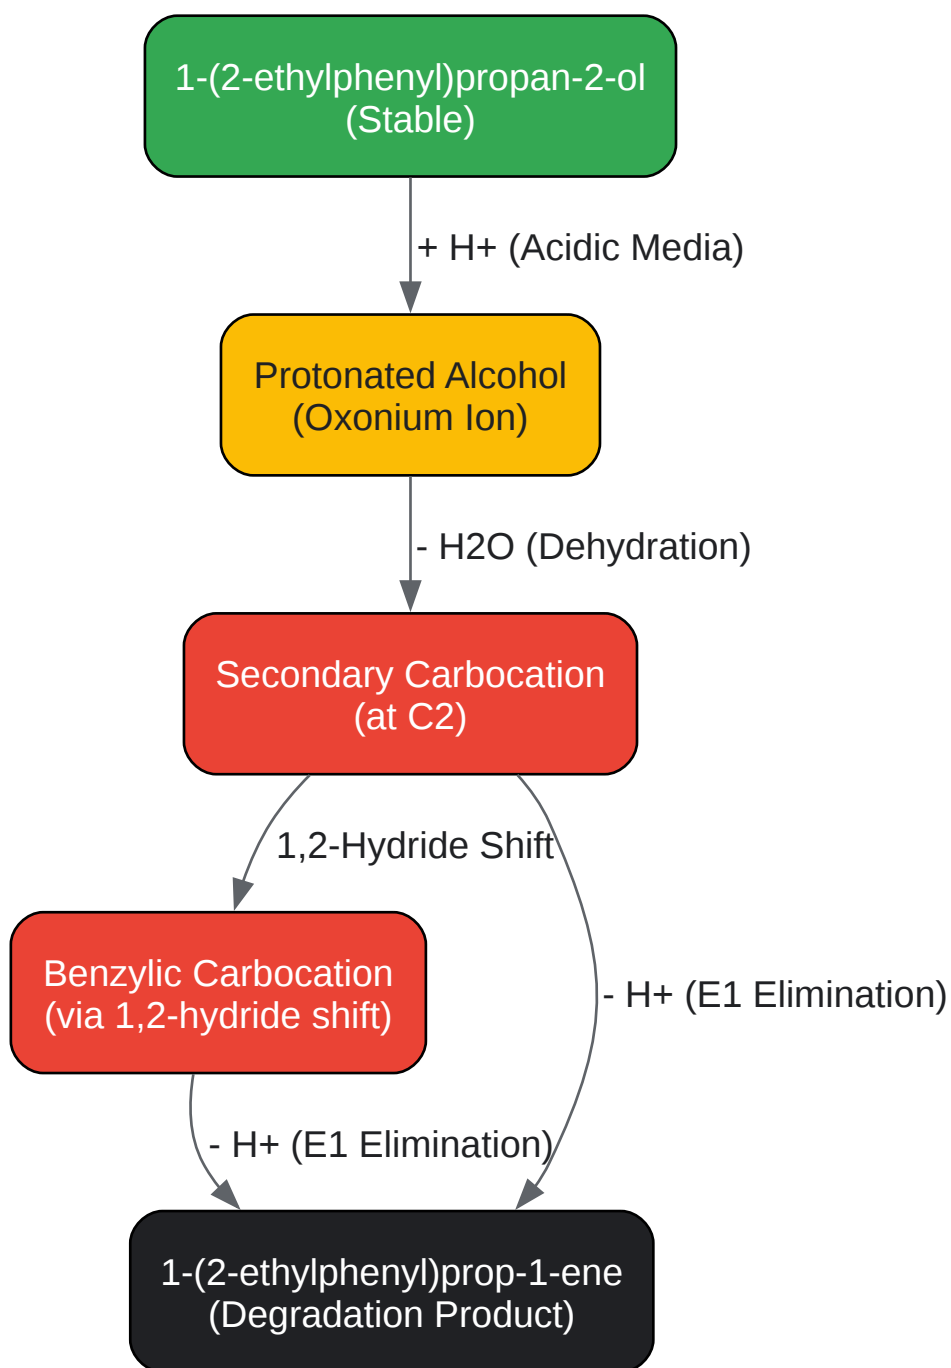 1-(2-ethylphenyl)propan-2-ol
(Stable)
+ H+ (Acidic Media)
Protonated Alcohol
(Oxonium Ion)
- H2O (Dehydration)
Secondary Carbocation
(at C2)
1,2-Hydride Shift
Benzylic Carbocation
(via 1,2-hydride shift)
- H+ (E1 Elimination)
- H+ (E1 Elimination)
1-(2-ethylphenyl)prop-1-ene
(Degradation Product)